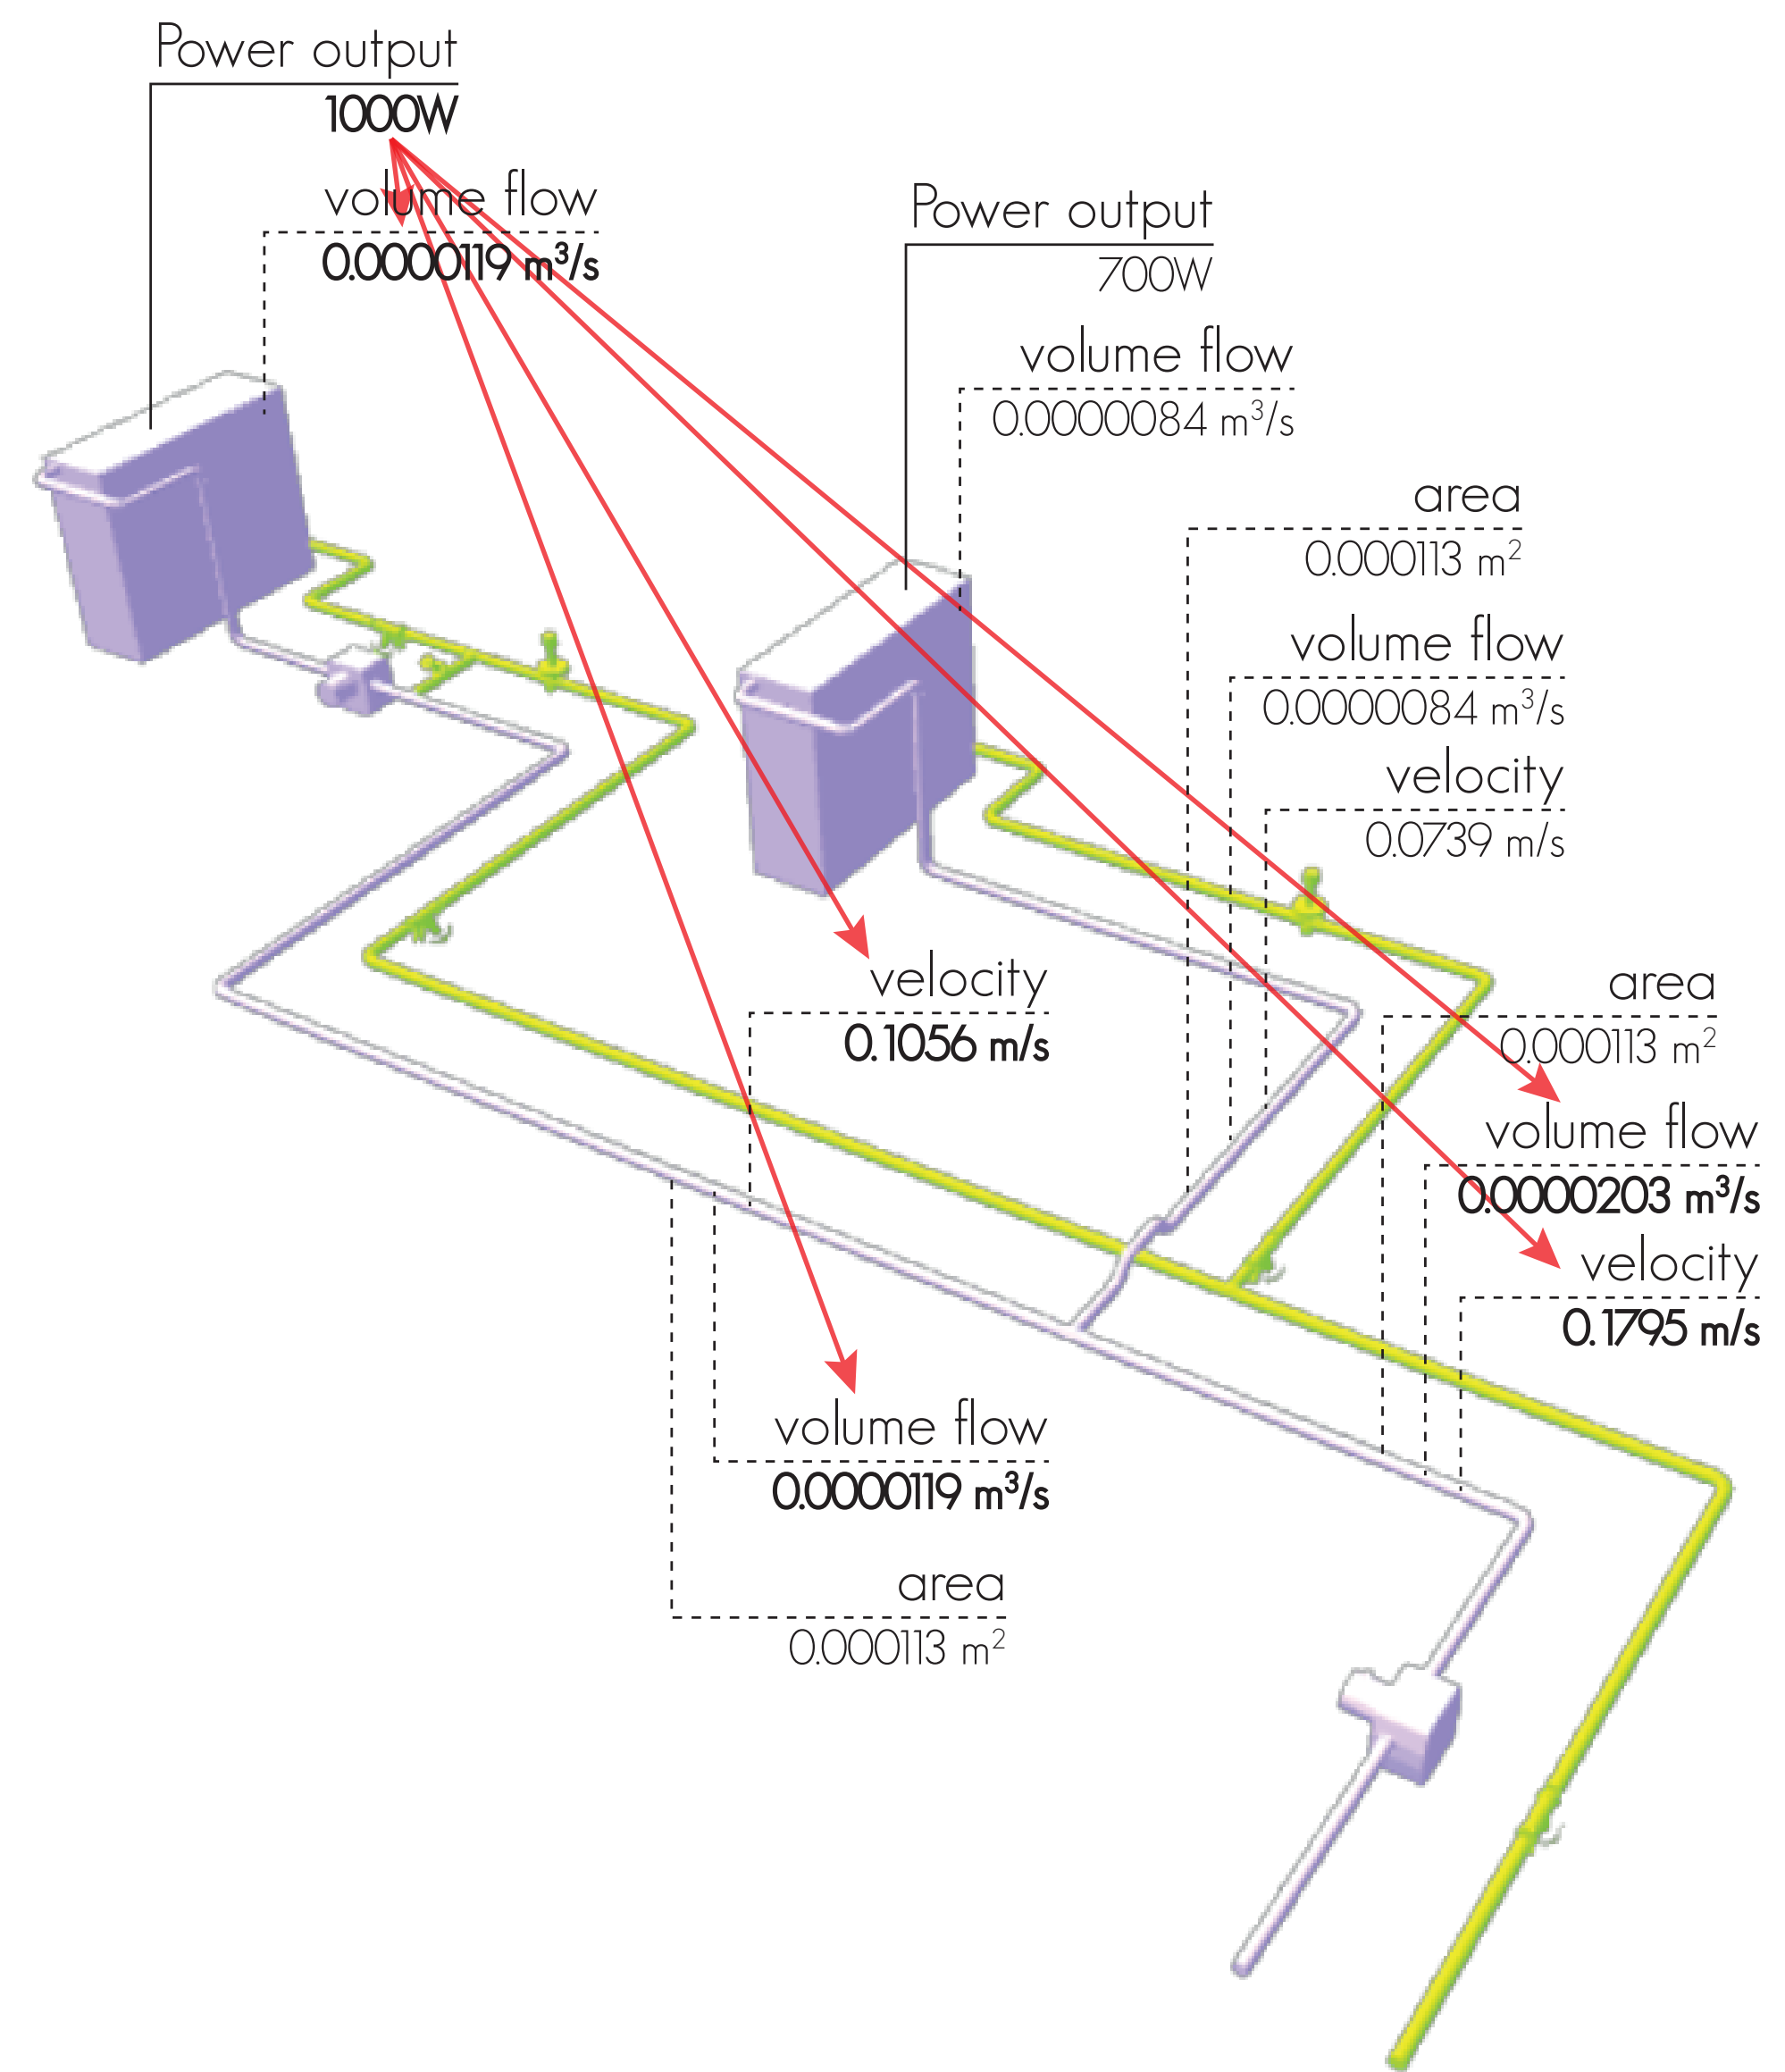 Power output
1000W
volume flow
0.0000119 m³/s
Power output
700W
volume flow
0.0000084 m³/s
area
0.000113 m²
volume flow
0.0000084 m³/s
velocity
0.0739 m/s
velocity
0.1056 m/s
area
0.000113 m²
volume flow
0.0000203 m³/s
velocity
0.1795 m/s
volume flow
0.0000119 m³/s
area
0.000113 m²